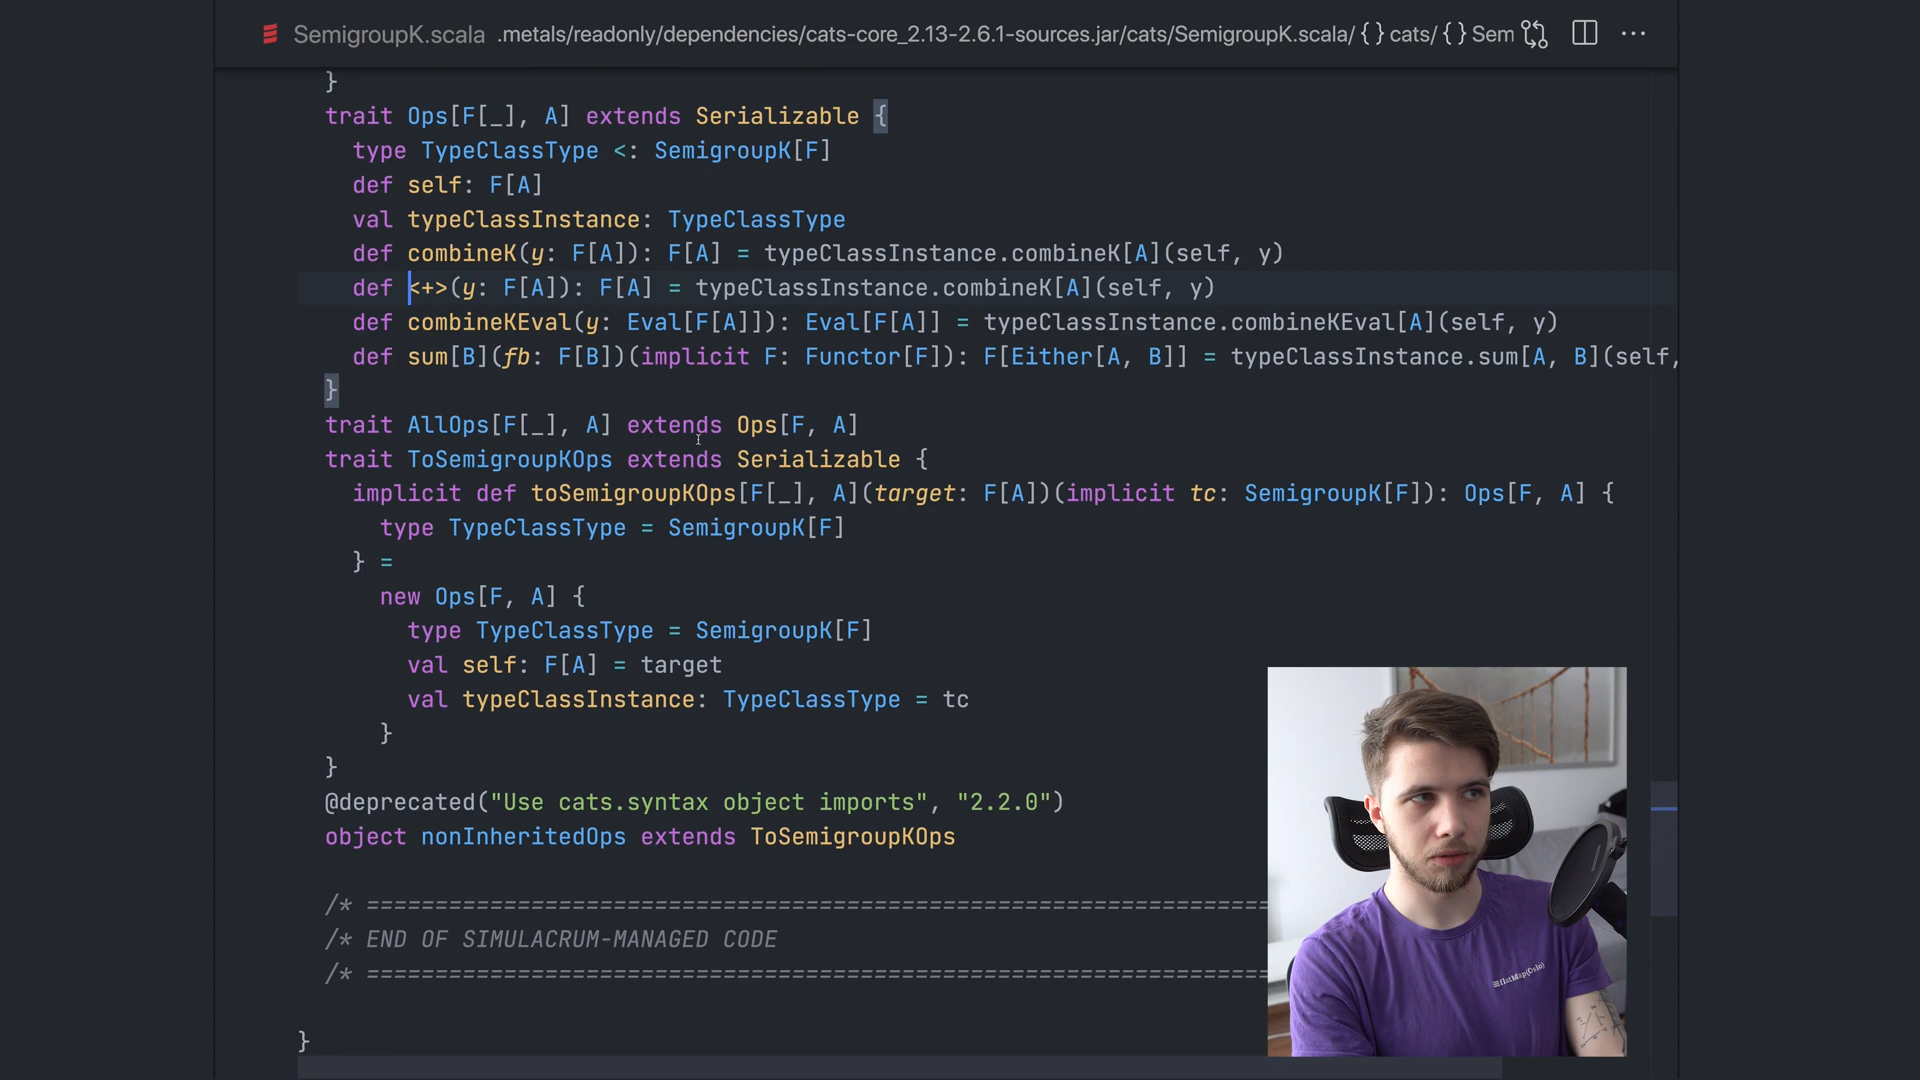 SemigroupK.scala .metals/readonly/dependencies/cats-core_2.13-2.6.1-sources.jar/cats/SemigroupK.scala/ {} cats/ {} Sem ···
}
trait Ops[F[_], A] extends Serializable {
type TypeClassType <: SemigroupK[F]
def self: F[A]
val typeClassInstance: TypeClassType
def combineK(y: F[A]): F[A] = typeClassInstance.combineK[A](self, y)
def <+>(y: F[A]): F[A] = typeClassInstance.combineK[A](self, y)
def combineKEval(y: Eval[F[A]]): Eval[F[A]] = typeClassInstance.combineKEval[A](self, y)
def sum[B](fb: F[B])(implicit F: Functor[F]): F[Either[A, B]] = typeClassInstance.sum[A, B](self,
}
trait AllOps[F[_], A] extends Ops[F, A]
trait ToSemigroupKOps extends Serializable {
implicit def toSemigroupKOps[F[_], A](target: F[A])(implicit tc: SemigroupK[F]): Ops[F, A] {
type TypeClassType = SemigroupK[F]
} =
new Ops[F, A] {
type TypeClassType = SemigroupK[F]
val self: F[A] = target
val typeClassInstance: TypeClassType = tc
}
}
@deprecated("Use cats.syntax object imports", "2.2.0")
object nonInheritedOps extends ToSemigroupKOps
/* ==================================================================
/* END OF SIMULACRUM-MANAGED CODE
/* ==================================================================
}
flatMap(Oslo)